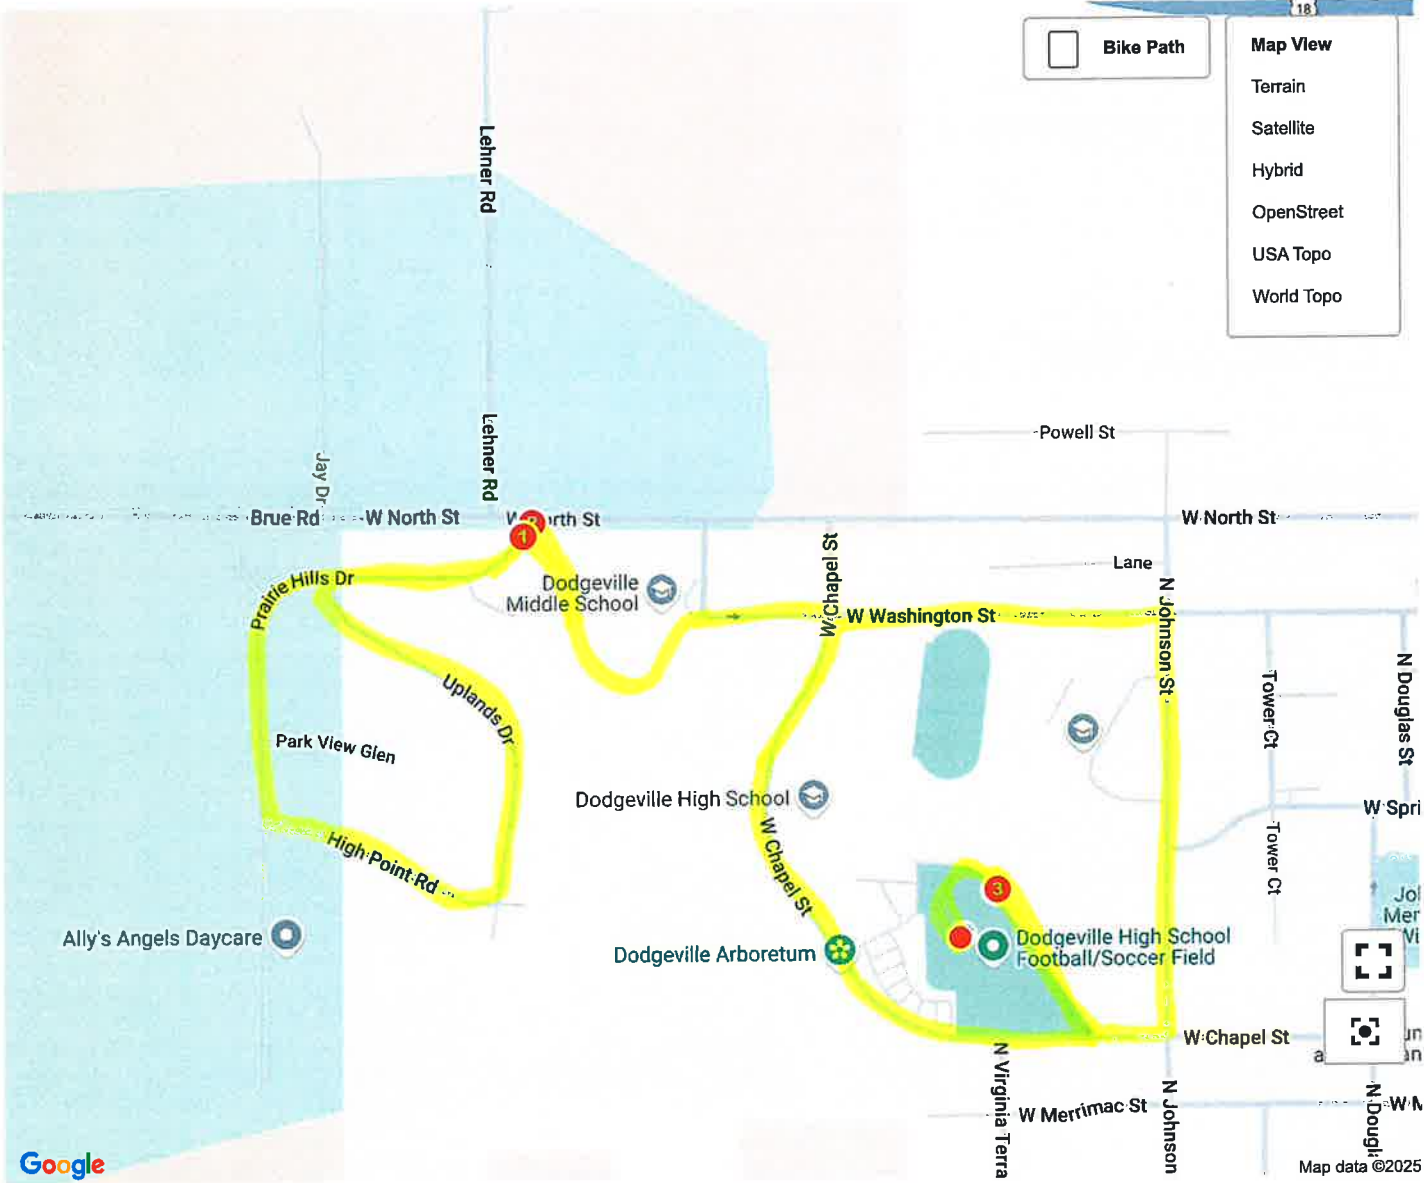 18
Bike Path
Map View
Terrain
Satellite
Hybrid
OpenStreet
USA Topo
World Topo
Lehner Rd
Lehner Rd
Jay Dr
Powell St
Brue Rd
W North St
W North St
1
Lane
Prairie Hills Dr
Dodgeville
Middle School
W Chapel St
W Washington St
N Johnson St
Uplands Dr
Tower Ct
N Douglas St
Park View Glen
Dodgeville High School
W Spri
High Point Rd
W Chapel St
Tower Ct
3
Ally's Angels Daycare
Dodgeville Arboretum
Dodgeville High School
Football/Soccer Field
W Chapel St
N Virginia Terra
W Merrimac St
N Johnson
N Dougl
Google
Map data ©2025